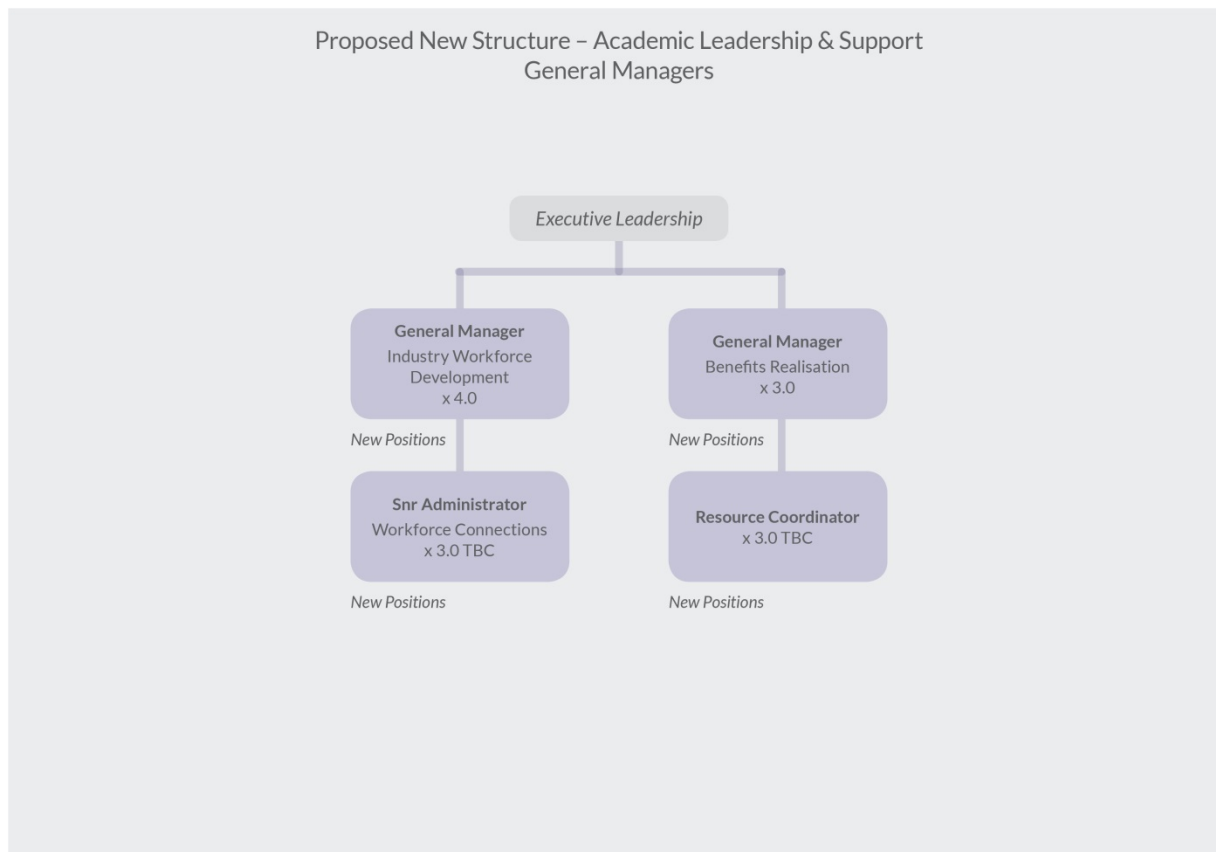 Proposed New Structure – Academic Leadership & Support
General Managers
Executive Leadership
General Manager
Industry Workforce
Development
x 4.0
New Positions
Snr Administrator
Workforce Connections
x 3.0 TBC
New Positions
General Manager
Benefits Realisation
x 3.0
New Positions
Resource Coordinator
x 3.0 TBC
New Positions